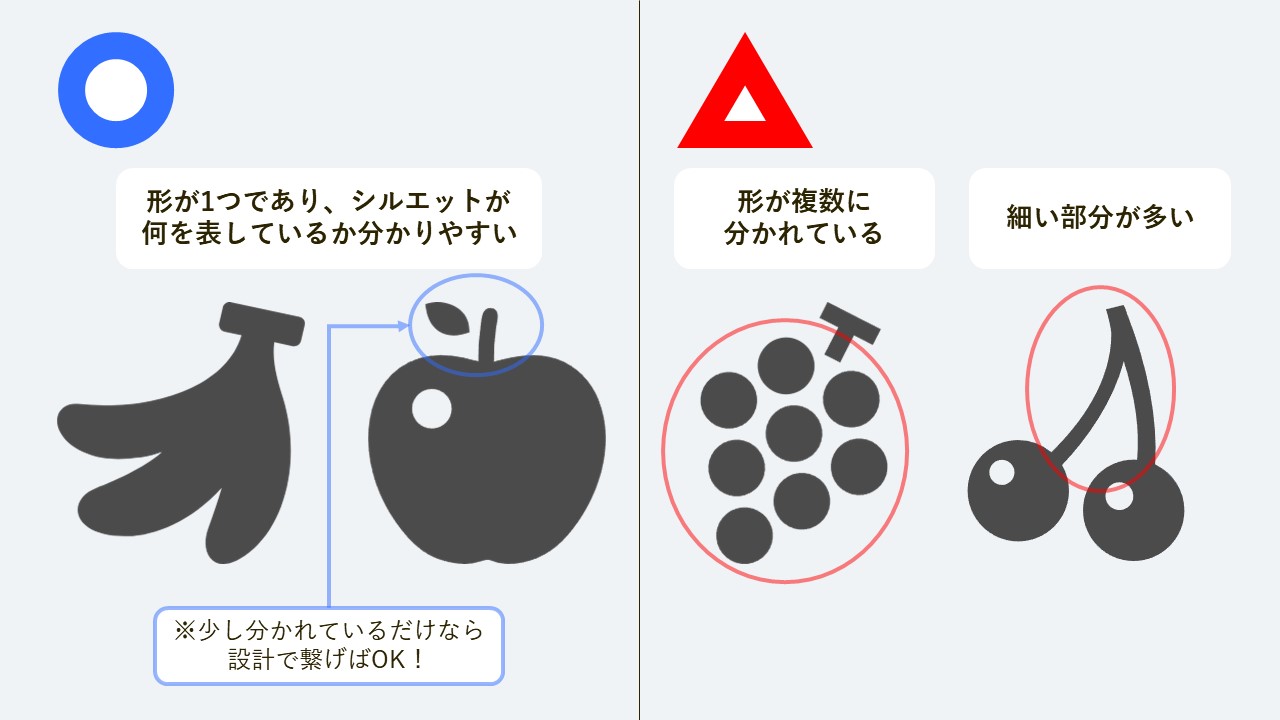 形が1つであり、シルエットが
何を表しているか分かりやすい
形が複数に
分かれている
細い部分が多い
※少し分かれているだけなら
設計で繋げばOK！